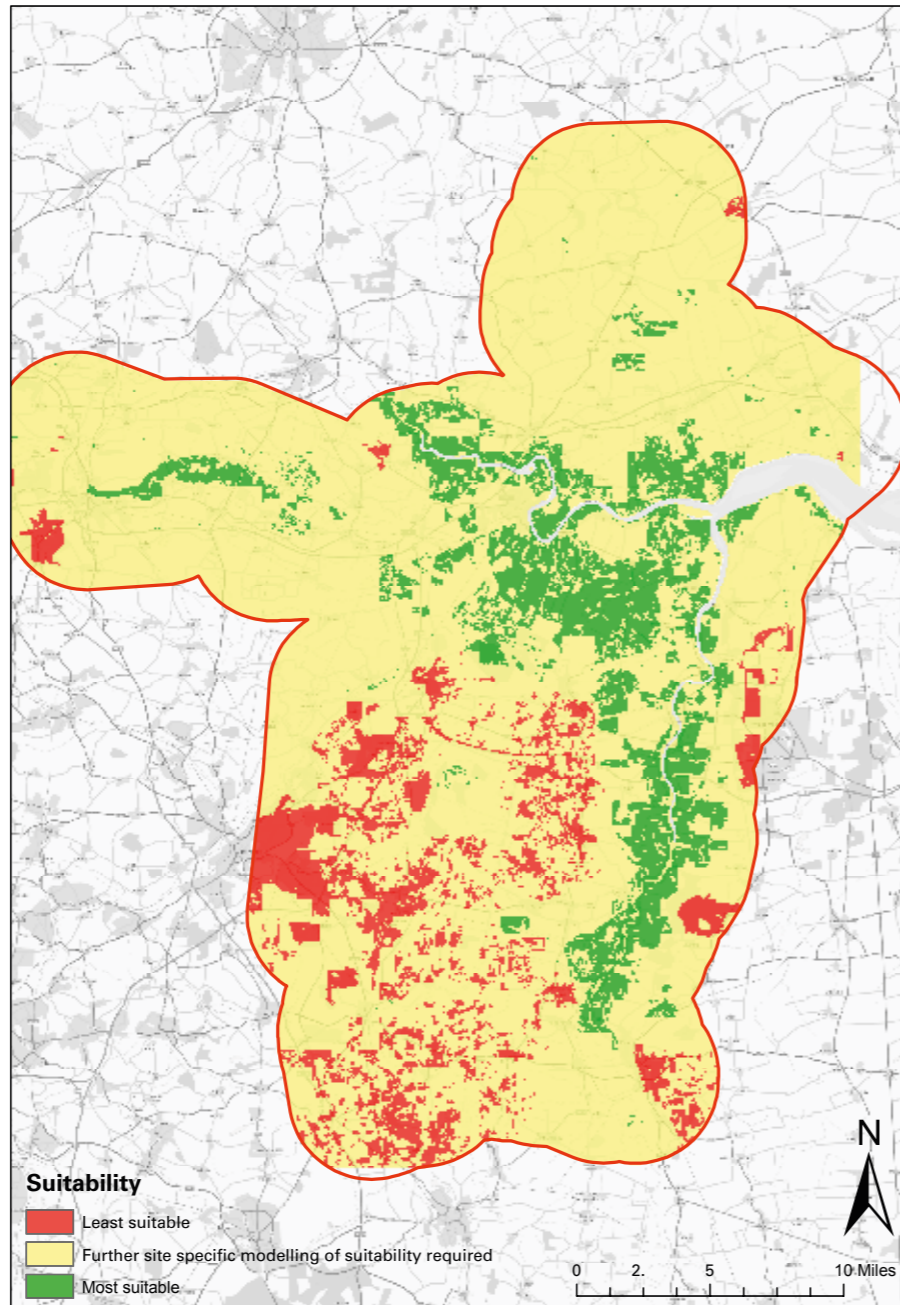 N
Suitability
Least suitable
Further site specific modelling of suitability required
Most suitable
0 2. 5 10 Miles